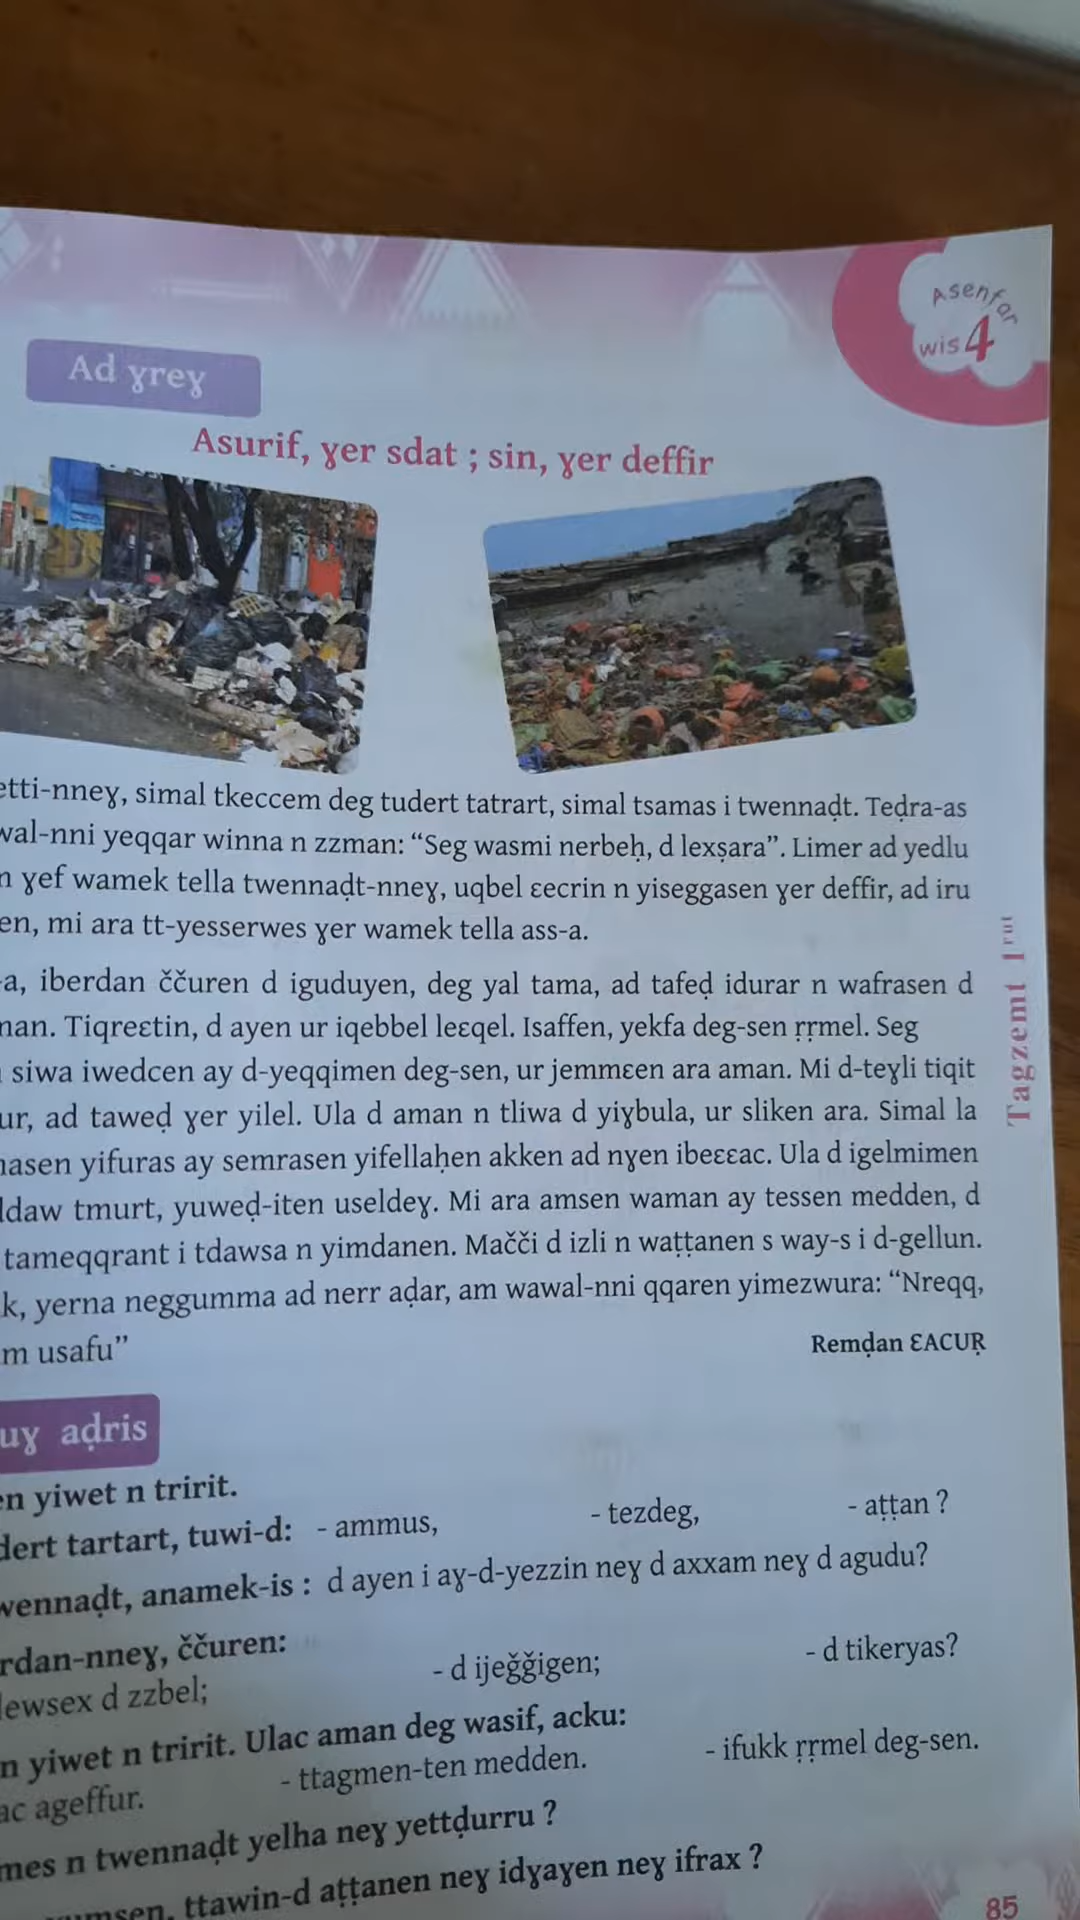 Asenfar
wis 4
Ad ɣreɣ
Asurif, ɣer sdat ; sin, ɣer deffir
etti-nneɣ, simal tkeccem deg tudert tatrart, simal tsamas i twennaḍt. Teḍra-as
wal-nni yeqqar winna n zzman: “Seg wasmi nerbeḥ, d lexṣara”. Limer ad yedlu
n ɣef wamek tella twennaḍt-nneɣ, uqbel ɛecrin n yiseggasen ɣer deffir, ad iru
en, mi ara tt-yesserwes ɣer wamek tella ass-a.
-a, iberdan ččuren d iguduyen, deg yal tama, ad tafeḍ idurar n wafrasen d
man. Tiqreɛtin, d ayen ur iqebbel leɛqel. Isaffen, yekfa deg-sen ṛṛmel. Seg
siwa iwedcen ay d-yeqqimen deg-sen, ur jemmɛen ara aman. Mi d-teɣli tiqit
ur, ad taweḍ ɣer yilel. Ula d aman n tliwa d yiɣbula, ur sliken ara. Simal la
masen yifuras ay semrasen yifellaḥen akken ad nɣen ibeɛɛac. Ula d igelmimen
ddaw tmurt, yuweḍ-iten useldeɣ. Mi ara amsen waman ay tessen medden, d
tameqqrant i tdawsa n yimdanen. Mačči d izli n waṭṭanen s way-s i d-gellun.
k, yerna neggumma ad nerr aḍar, am wawal-nni qqaren yimezwura: “Nreqq,
m usafu”
Remḍan ƐACUṚ
Tagzemt 1
uɣ aḍris
en yiwet n tririt.
dert tartart, tuwi-d: - ammus, - tezdeg, - aṭṭan ?
wennaḍt, anamek-is : d ayen i aɣ-d-yezzin neɣ d axxam neɣ d agudu?
rdan-nneɣ, ččuren:
lewsex d zzbel; - d ijeǧǧigen; - d tikeryas?
n yiwet n tririt. Ulac aman deg wasif, acku:
ac ageffur. - ttagmen-ten medden. - ifukk ṛṛmel deg-sen.
mes n twennaḍt yelha neɣ yettḍurru ?
umsen, ttawin-d aṭṭanen neɣ idɣaɣen neɣ ifrax ?
85